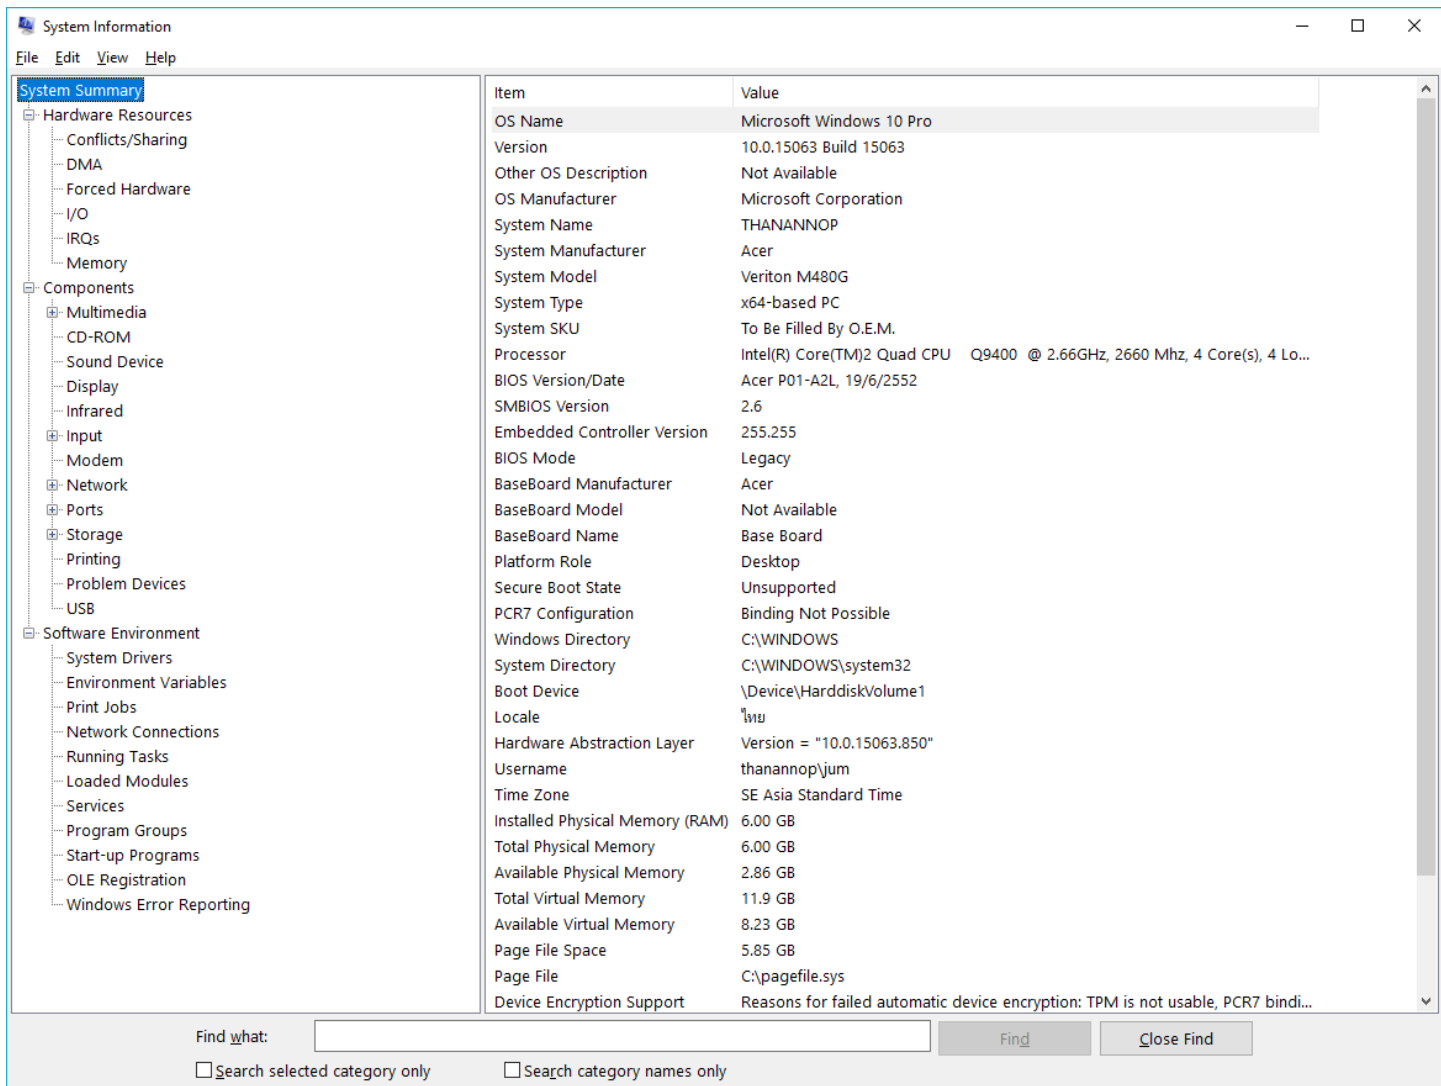 System Information
File Edit View Help
System Summary
Hardware Resources
Conflicts/Sharing
DMA
Forced Hardware
I/O
IRQs
Memory
Components
Multimedia
CD-ROM
Sound Device
Display
Infrared
Input
Modem
Network
Ports
Storage
Printing
Problem Devices
USB
Software Environment
System Drivers
Environment Variables
Print Jobs
Network Connections
Running Tasks
Loaded Modules
Services
Program Groups
Start-up Programs
OLE Registration
Windows Error Reporting
Item Value
OS Name Microsoft Windows 10 Pro
Version 10.0.15063 Build 15063
Other OS Description Not Available
OS Manufacturer Microsoft Corporation
System Name THANANNOP
System Manufacturer Acer
System Model Veriton M480G
System Type x64-based PC
System SKU To Be Filled By O.E.M.
Processor Intel(R) Core(TM)2 Quad CPU Q9400 @ 2.66GHz, 2660 Mhz, 4 Core(s), 4 Lo...
BIOS Version/Date Acer P01-A2L, 19/6/2552
SMBIOS Version 2.6
Embedded Controller Version 255.255
BIOS Mode Legacy
BaseBoard Manufacturer Acer
BaseBoard Model Not Available
BaseBoard Name Base Board
Platform Role Desktop
Secure Boot State Unsupported
PCR7 Configuration Binding Not Possible
Windows Directory C:\WINDOWS
System Directory C:\WINDOWS\system32
Boot Device \Device\HarddiskVolume1
Locale ไทย
Hardware Abstraction Layer Version = "10.0.15063.850"
Username thanannop\jum
Time Zone SE Asia Standard Time
Installed Physical Memory (RAM) 6.00 GB
Total Physical Memory 6.00 GB
Available Physical Memory 2.86 GB
Total Virtual Memory 11.9 GB
Available Virtual Memory 8.23 GB
Page File Space 5.85 GB
Page File C:\pagefile.sys
Device Encryption Support Reasons for failed automatic device encryption: TPM is not usable, PCR7 bindi...
Find what: Find Close Find
Search selected category only Search category names only